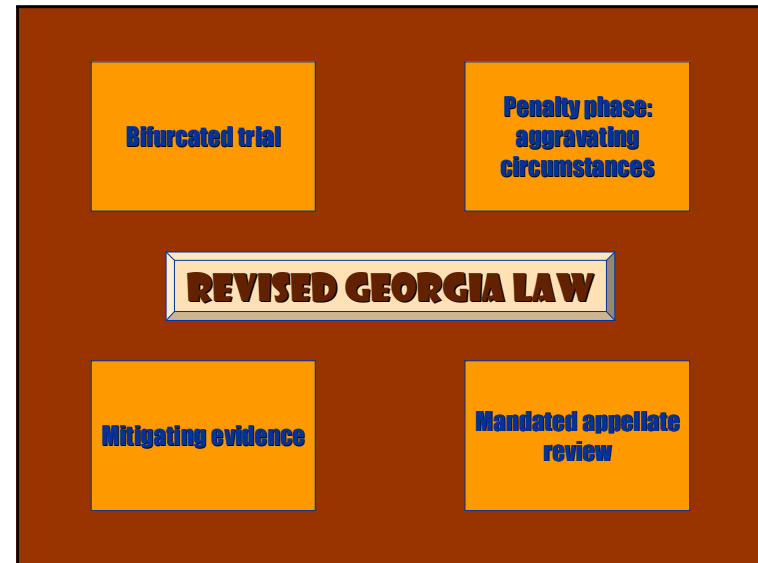 Bifurcated trial
Penalty phase:
aggravating
circumstances
REVISED GEORGIA LAW
Mitigating evidence
Mandated appellate
review